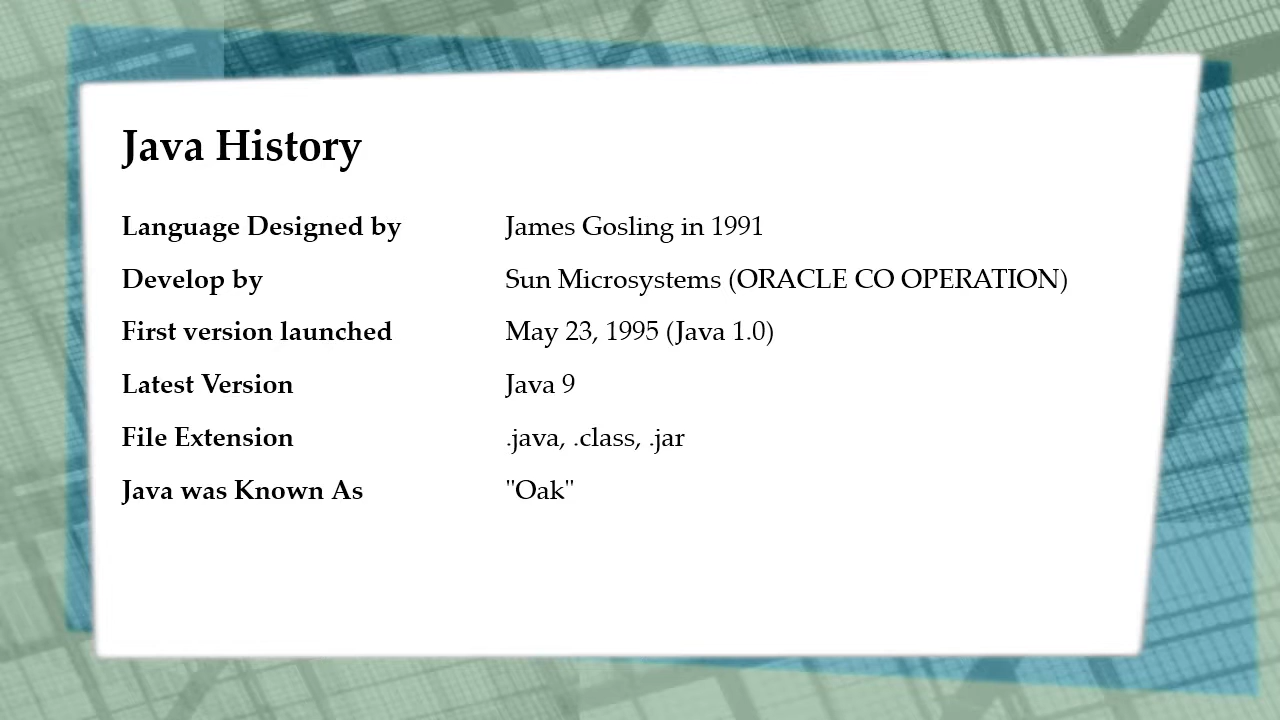 Java History
Language Designed by James Gosling in 1991
Develop by Sun Microsystems (ORACLE CO OPERATION)
First version launched May 23, 1995 (Java 1.0)
Latest Version Java 9
File Extension .java, .class, .jar
Java was Known As "Oak"